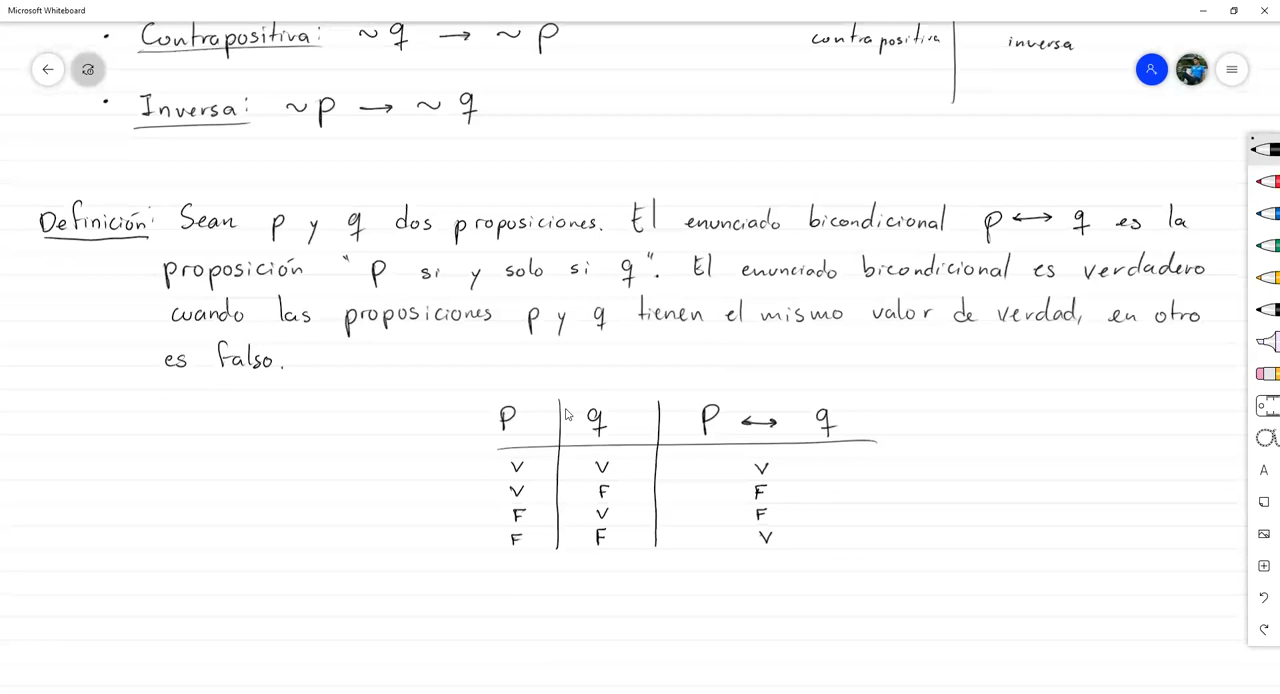 Microsoft Whiteboard
· Contrapositiva: ~q → ~p
contrapositiva inversa
· Inversa: ~p → ~q
Definición: Sean p y q dos proposiciones. El enunciado bicondicional p ↔ q es la
proposición "p si y solo si q". El enunciado bicondicional es verdadero
cuando las proposiciones p y q tienen el mismo valor de verdad, en otro
es falso.
P q P ↔ q
V V V
V F F
F V F
F F V
A